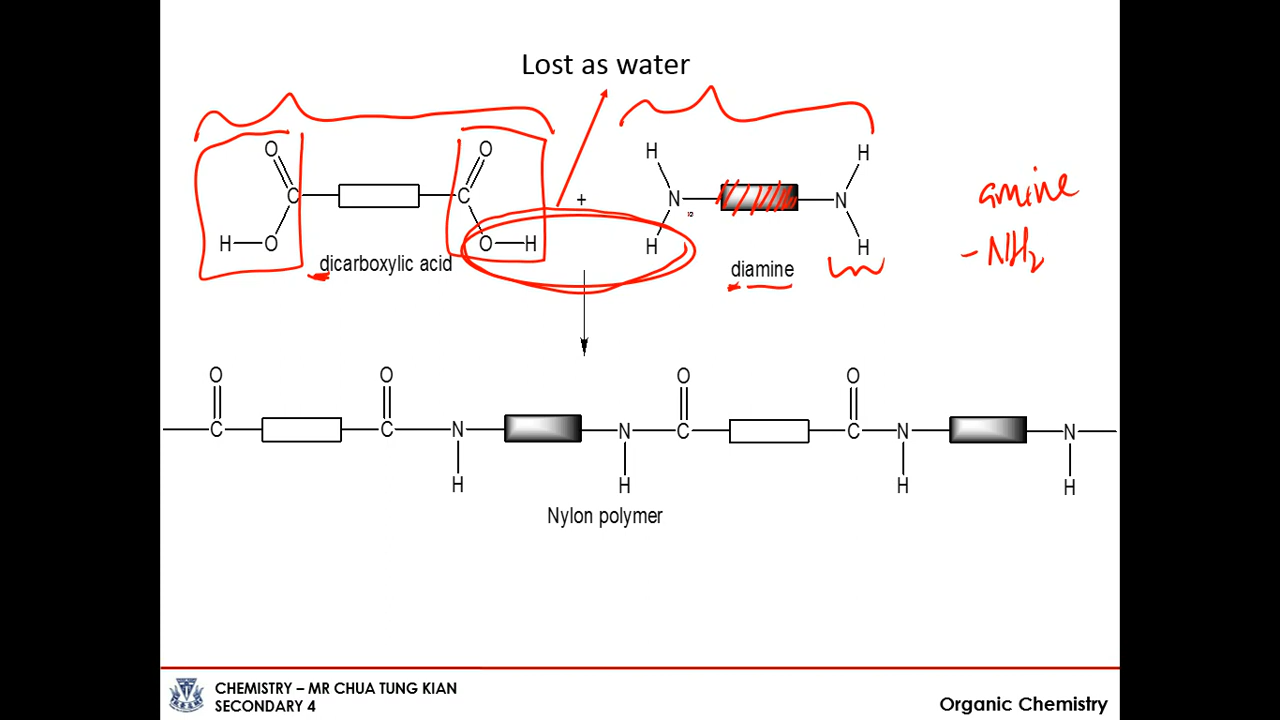 Lost as water
O O H H
C C + N N
H O O H H H
amine
-NH2
dicarboxylic acid
diamine
O O O O
C C N N C C N N
H H H H
Nylon polymer
CHEMISTRY – MR CHUA TUNG KIAN
SECONDARY 4
Organic Chemistry